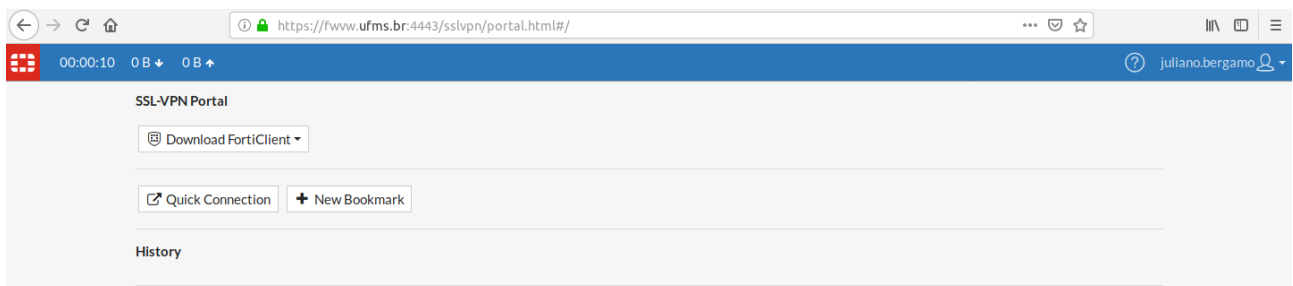 https://fwvw.ufms.br:4443/sslvpn/portal.html#/
00:00:10 0 B 0 B juliano.bergamo
SSL-VPN Portal
Download FortiClient
Quick Connection New Bookmark
History